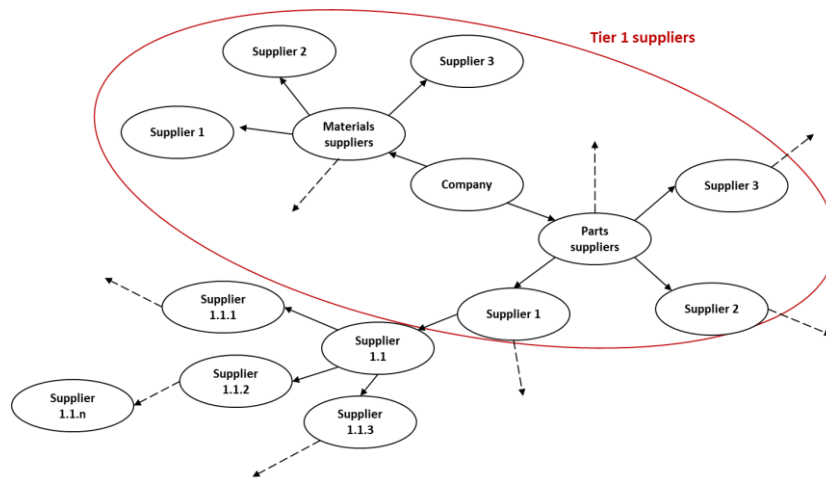 Tier 1 suppliers
Supplier 2
Supplier 3
Supplier 1
Materials
suppliers
Company
Supplier 3
Parts
suppliers
Supplier 1
Supplier 2
Supplier
1.1.1
Supplier
1.1
Supplier
1.1.2
Supplier
1.1.n
Supplier
1.1.3